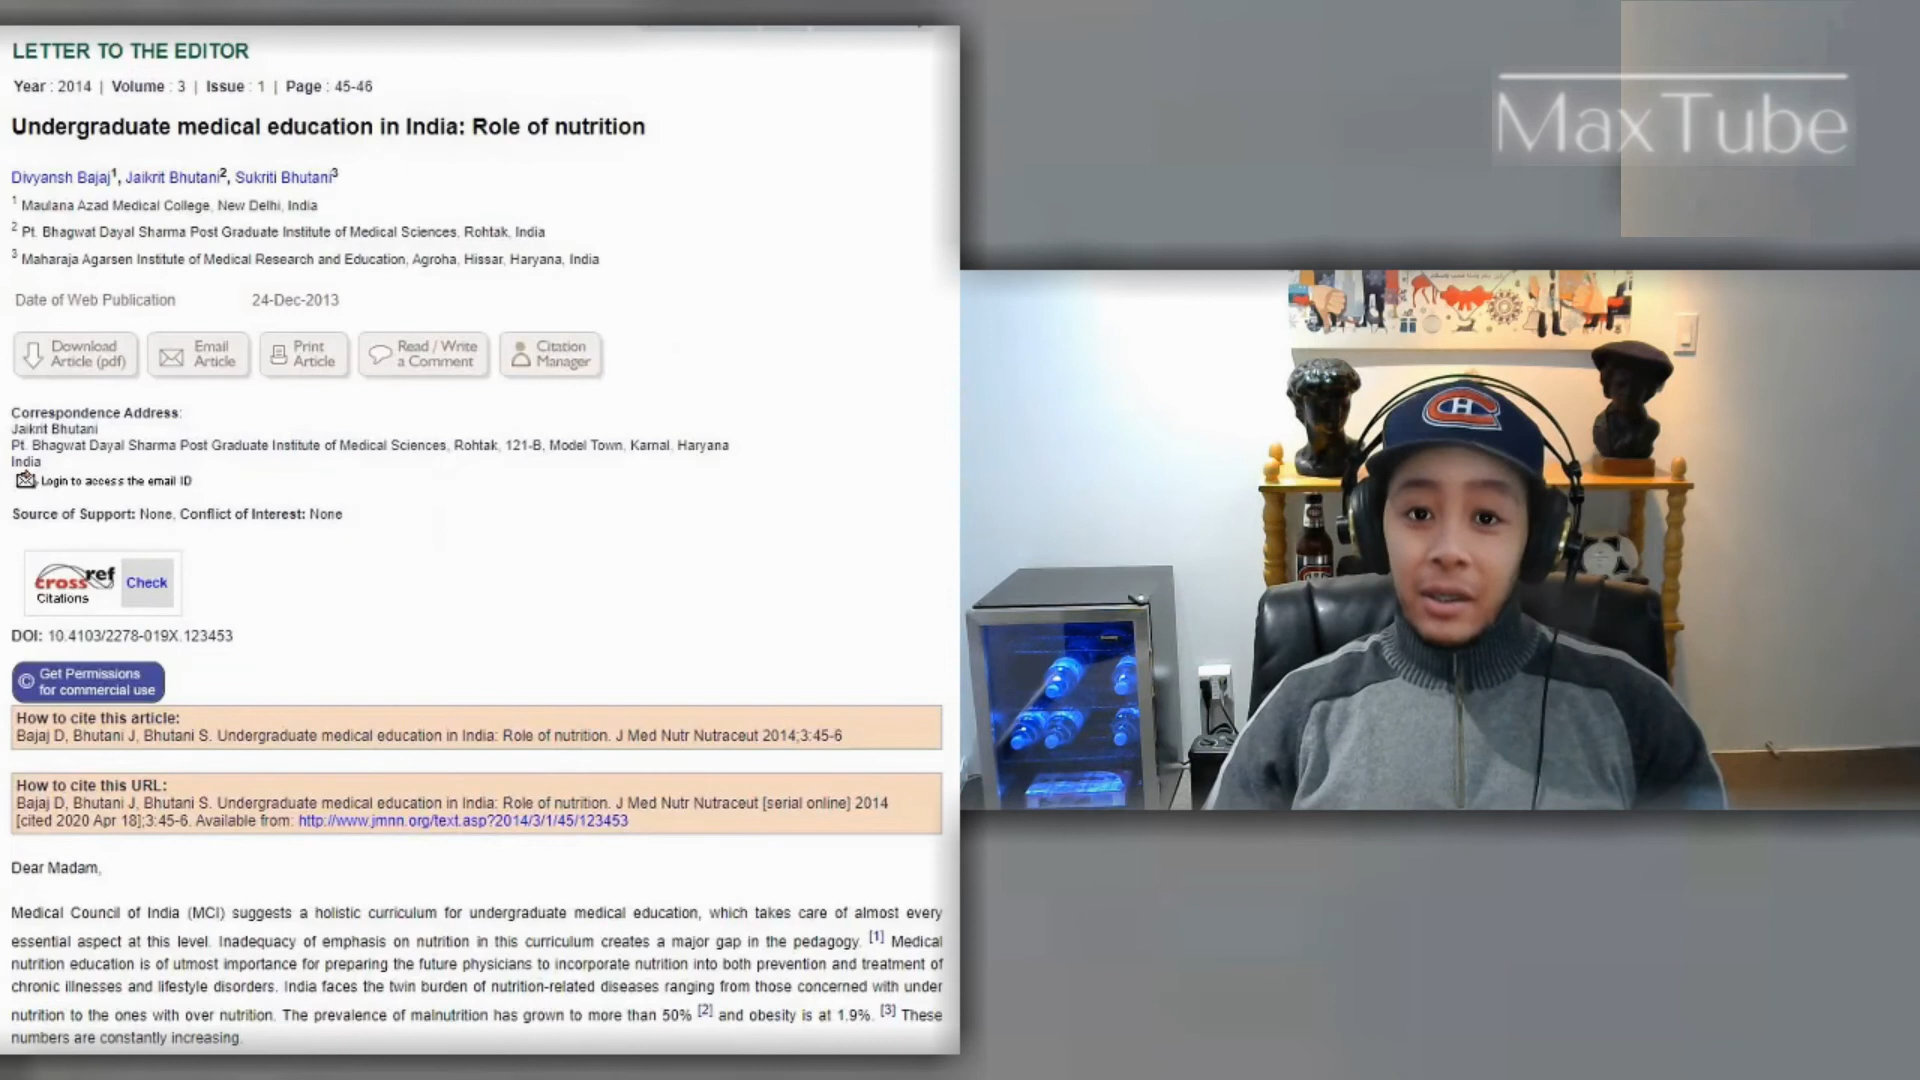 LETTER TO THE EDITOR
Year : 2014 | Volume : 3 | Issue : 1 | Page : 45-46
Undergraduate medical education in India: Role of nutrition
Divyansh Bajaj1, Jaikrit Bhutani2, Sukriti Bhutani3
1 Maulana Azad Medical College, New Delhi, India
2 Pt. Bhagwat Dayal Sharma Post Graduate Institute of Medical Sciences, Rohtak, India
3 Maharaja Agarsen Institute of Medical Research and Education, Agroha, Hissar, Haryana, India
Date of Web Publication 24-Dec-2013
Download Article (pdf)
Email Article
Print Article
Read / Write a Comment
Citation Manager
Correspondence Address:
Jaikrit Bhutani
Pt. Bhagwat Dayal Sharma Post Graduate Institute of Medical Sciences, Rohtak, 121-B, Model Town, Karnal, Haryana
India
Login to access the email ID
Source of Support: None, Conflict of Interest: None
crossref Citations
Check
DOI: 10.4103/2278-019X.123453
© Get Permissions for commercial use
How to cite this article:
Bajaj D, Bhutani J, Bhutani S. Undergraduate medical education in India: Role of nutrition. J Med Nutr Nutraceut 2014;3:45-6
How to cite this URL:
Bajaj D, Bhutani J, Bhutani S. Undergraduate medical education in India: Role of nutrition. J Med Nutr Nutraceut [serial online] 2014
[cited 2020 Apr 18];3:45-6. Available from: http://www.jmnn.org/text.asp?2014/3/1/45/123453
Dear Madam,
Medical Council of India (MCI) suggests a holistic curriculum for undergraduate medical education, which takes care of almost every
essential aspect at this level. Inadequacy of emphasis on nutrition in this curriculum creates a major gap in the pedagogy. [1] Medical
nutrition education is of utmost importance for preparing the future physicians to incorporate nutrition into both prevention and treatment of
chronic illnesses and lifestyle disorders. India faces the twin burden of nutrition-related diseases ranging from those concerned with under
nutrition to the ones with over nutrition. The prevalence of malnutrition has grown to more than 50% [2] and obesity is at 1.9%. [3] These
numbers are constantly increasing.
MaxTube
CH